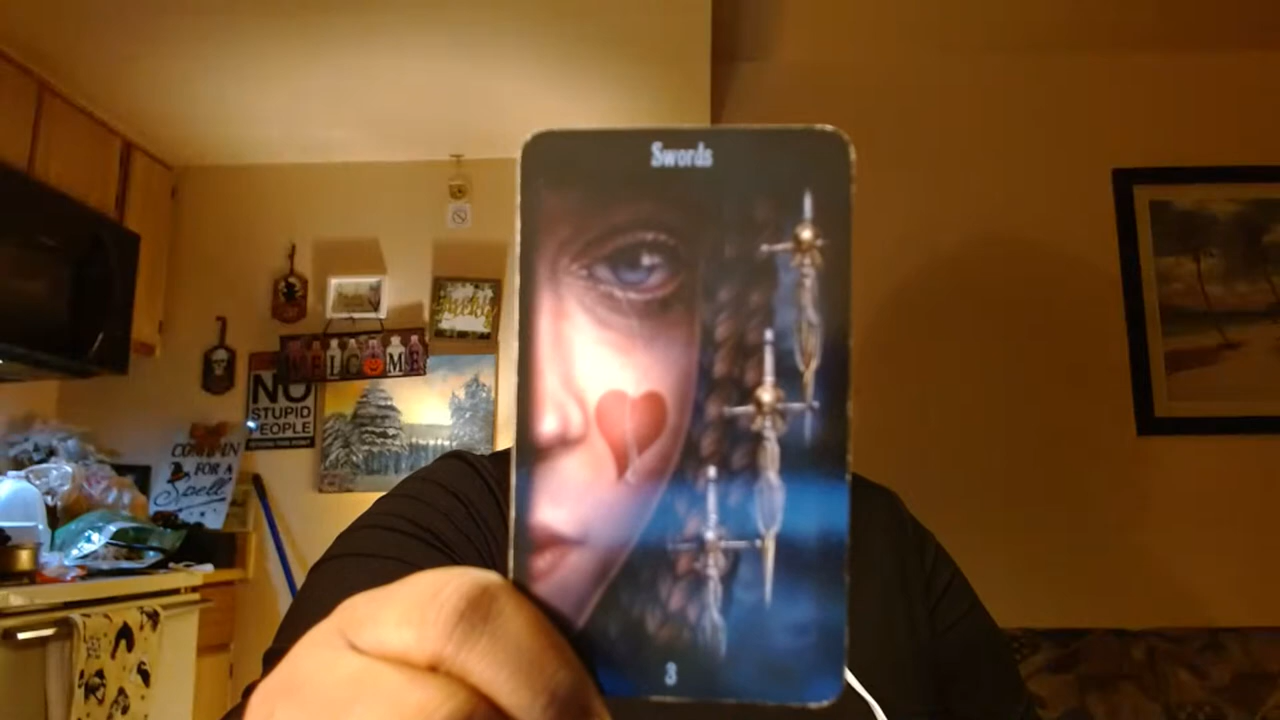 Swords
3
WELCOME
NO
STUPID
PEOPLE
COME IN
FOR A
Spell